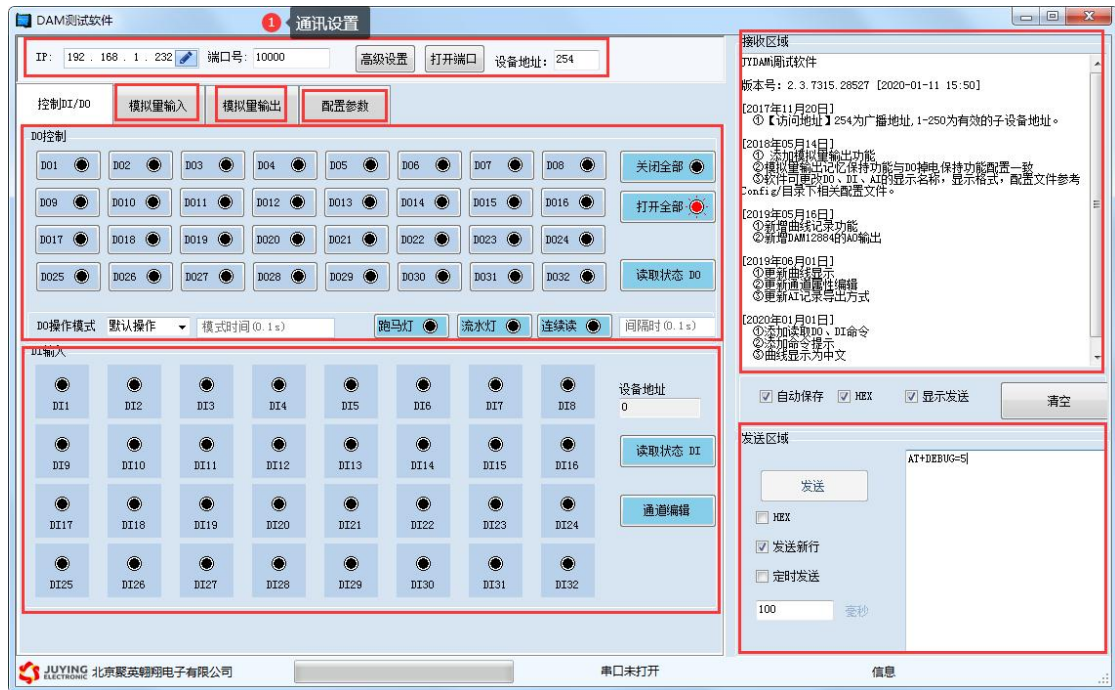 DAM测试软件
1 通讯设置
IP: 192 . 168 . 1 . 232 端口号: 10000 高级设置 打开端口 设备地址: 254
控制DI/DO 模拟量输入 模拟量输出 配置参数
DO控制
DO1 DO2 DO3 DO4 DO5 DO6 DO7 DO8 关闭全部
DO9 DO10 DO11 DO12 DO13 DO14 DO15 DO16 打开全部
DO17 DO18 DO19 DO20 DO21 DO22 DO23 DO24
DO25 DO26 DO27 DO28 DO29 DO30 DO31 DO32 读取状态 DO
DO操作模式 默认操作 模式时间(0.1s) 跑马灯 流水灯 连续读 间隔时(0.1s)
DI输入
DI1 DI2 DI3 DI4 DI5 DI6 DI7 DI8
设备地址
0
DI9 DI10 DI11 DI12 DI13 DI14 DI15 DI16
读取状态 DI
DI17 DI18 DI19 DI20 DI21 DI22 DI23 DI24
通道编辑
DI25 DI26 DI27 DI28 DI29 DI30 DI31 DI32
接收区域
JYDAM调试软件
版本号: 2.3.7315.28527 [2020-01-11 15:50]
[2017年11月20日]
①【访问地址】254为广播地址,1-250为有效的子设备地址。
[2018年05月14日]
① 添加模拟量输出功能
②模拟量输出记忆保持功能与DO掉电保持功能配置一致
③软件可更改DO、DI、AI的显示名称，显示格式，配置文件参考
Config/目录下相关配置文件。
[2019年05月16日]
①新增曲线记录功能
②新增DAM12884的AO输出
[2019年06月01日]
①更新曲线显示
②更新通道属性编辑
③更新AI记录导出方式
[2020年01月01日]
①添加读取DO、DI命令
②添加命令提示
③曲线显示为中文
自动保存 HEX 显示发送 清空
发送区域
AT+DEBUG=5
发送
HEX
发送新行
定时发送
100 毫秒
JUYING ELECTRONIC 北京聚英翱翔电子有限公司 串口未打开 信息